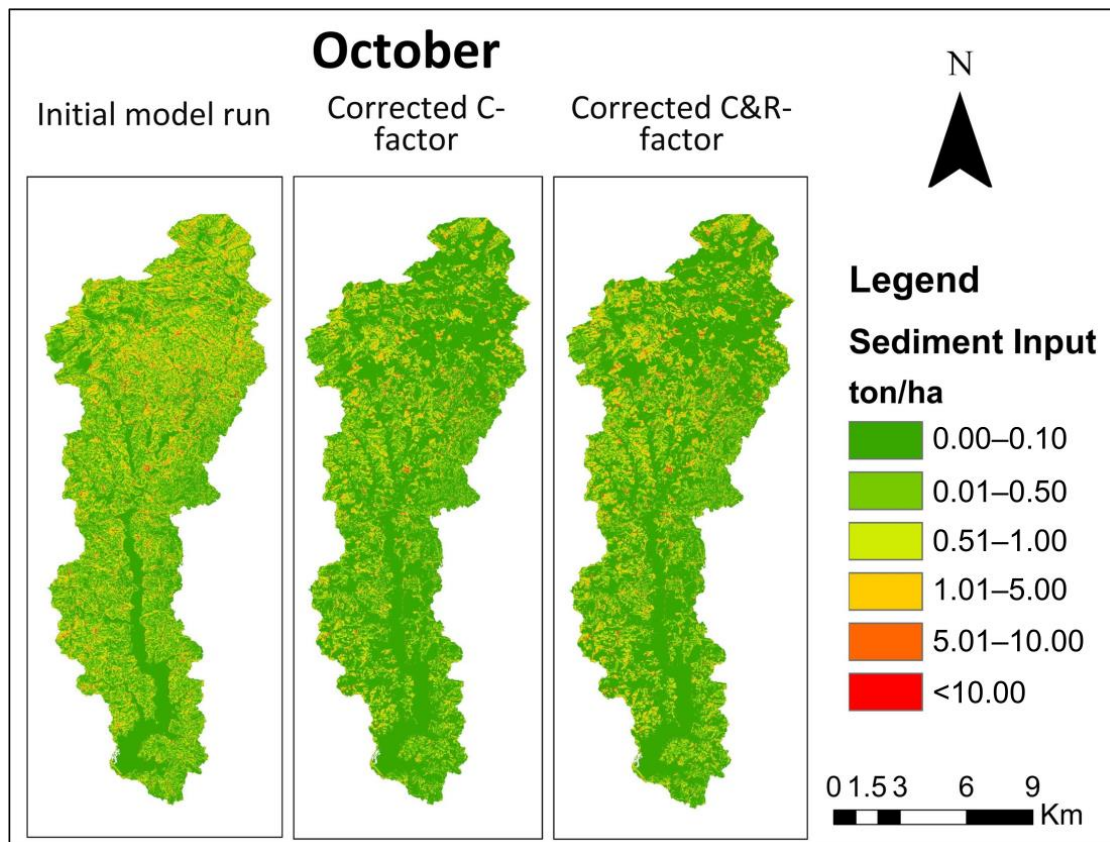 October
Initial model run
Corrected C-
factor
Corrected C&R-
factor
N
Legend
Sediment Input
ton/ha
0.00–0.10
0.01–0.50
0.51–1.00
1.01–5.00
5.01–10.00
<10.00
0 1.5 3 6 9
Km